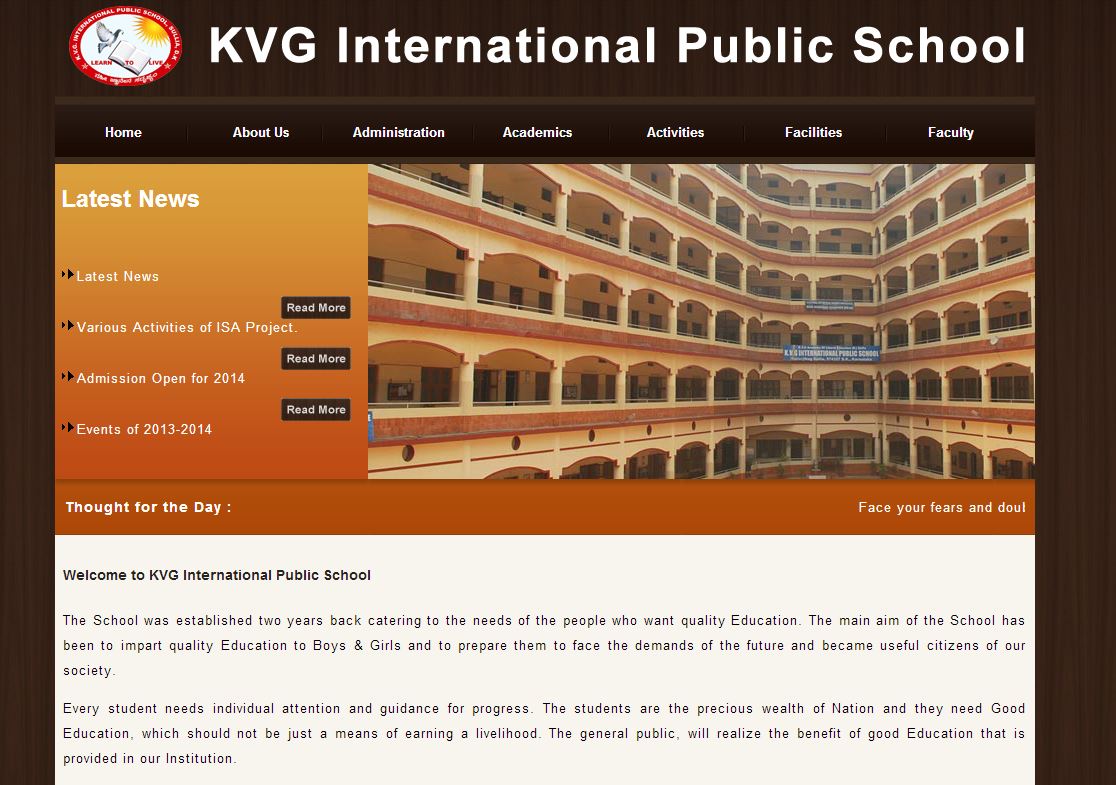 K.V.G. INTERNATIONAL PUBLIC SCHOOL, SULLIA, D.K.
LEARN TO LIVE
KVG International Public School
Home About Us Administration Academics Activities Facilities Faculty
Latest News
Latest News
Read More
Various Activities of ISA Project.
Read More
Admission Open for 2014
Read More
Events of 2013-2014
K.V.G INTERNATIONAL PUBLIC SCHOOL
Thought for the Day :
Face your fears and doul
Welcome to KVG International Public School
The School was established two years back catering to the needs of the people who want quality Education. The main aim of the School has
been to impart quality Education to Boys & Girls and to prepare them to face the demands of the future and became useful citizens of our
society.
Every student needs individual attention and guidance for progress. The students are the precious wealth of Nation and they need Good
Education, which should not be just a means of earning a livelihood. The general public, will realize the benefit of good Education that is
provided in our Institution.